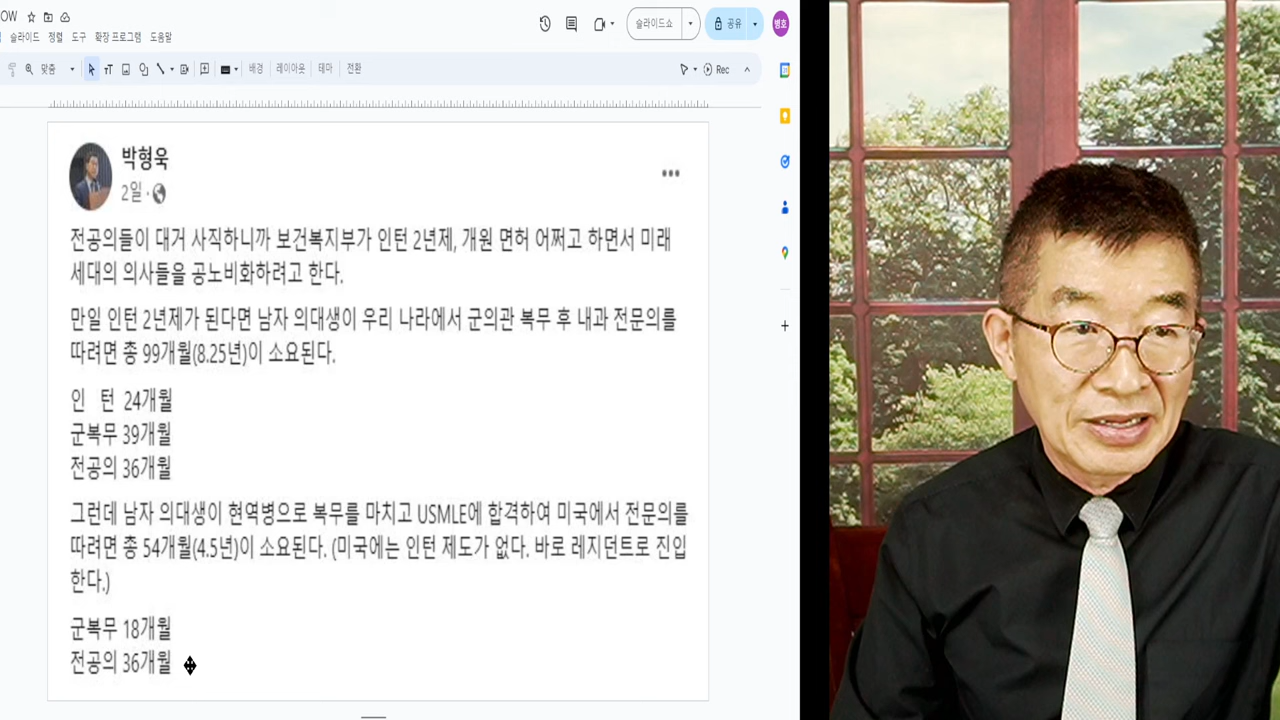 OW
슬라이드 정렬 도구 확장 프로그램 도움말
슬라이드쇼
공유
병호
맞춤
배경 레이아웃 테마 전환
Rec
박형욱
2일
전공의들이 대거 사직하니까 보건복지부가 인턴 2년제, 개원 면허 어쩌고 하면서 미래
세대의 의사들을 공노비화하려고 한다.
만일 인턴 2년제가 된다면 남자 의대생이 우리 나라에서 군의관 복무 후 내과 전문의를
따려면 총 99개월(8.25년)이 소요된다.
인 턴 24개월
군복무 39개월
전공의 36개월
그런데 남자 의대생이 현역병으로 복무를 마치고 USMLE에 합격하여 미국에서 전문의를
따려면 총 54개월(4.5년)이 소요된다. (미국에는 인턴 제도가 없다. 바로 레지던트로 진입
한다.)
군복무 18개월
전공의 36개월